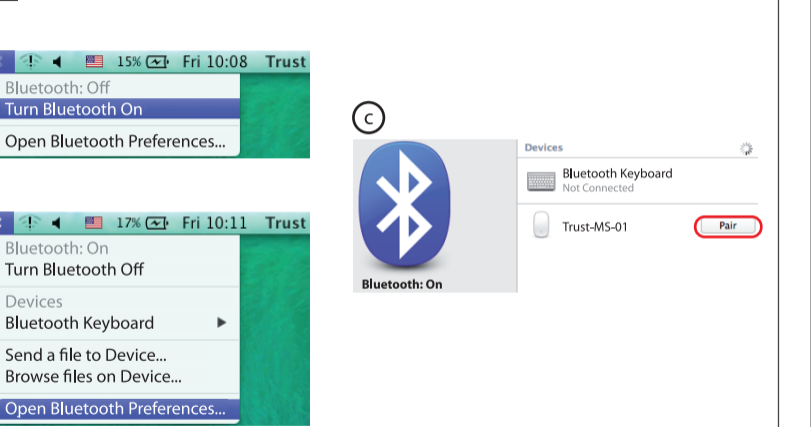 15% Fri 10:08 Trust
Bluetooth: Off
Turn Bluetooth On
Open Bluetooth Preferences...
17% Fri 10:11 Trust
Bluetooth: On
Turn Bluetooth Off
Devices
Bluetooth Keyboard
Send a file to Device...
Browse files on Device...
Open Bluetooth Preferences...
C
Devices
Bluetooth Keyboard
Not Connected
Trust-MS-01 Pair
Bluetooth: On